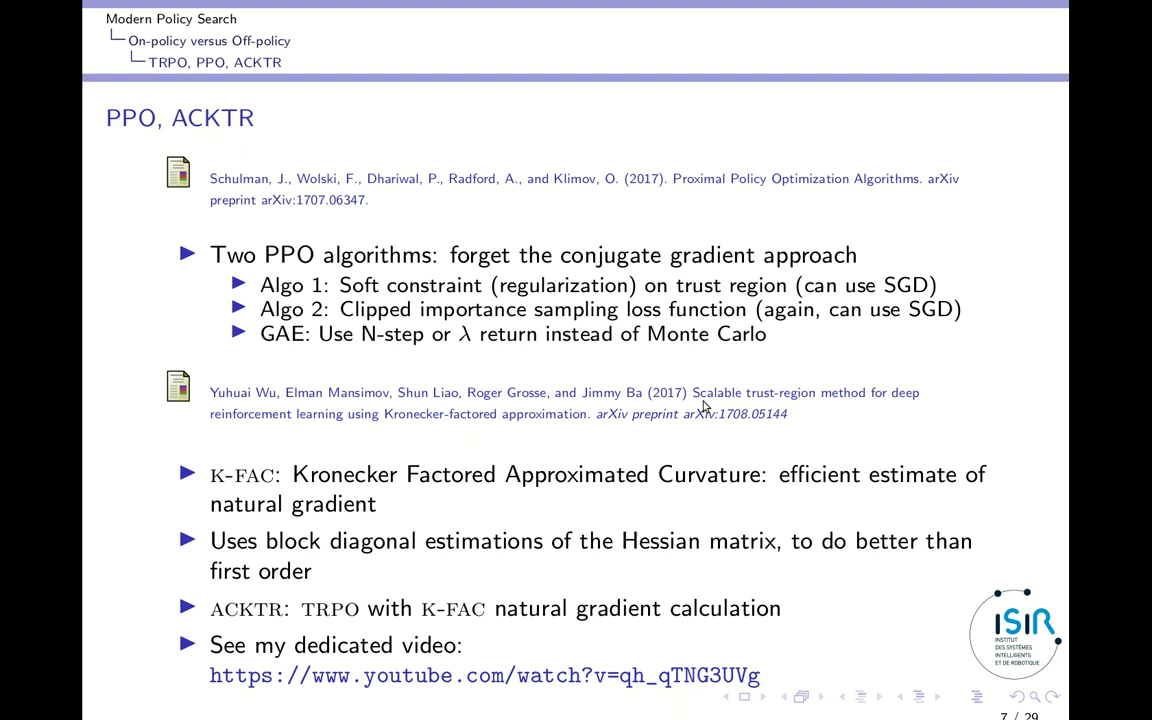 Modern Policy Search
On-policy versus Off-policy
TRPO, PPO, ACKTR
PPO, ACKTR
Schulman, J., Wolski, F., Dhariwal, P., Radford, A., and Klimov, O. (2017). Proximal Policy Optimization Algorithms. arXiv
preprint arXiv:1707.06347.
Two PPO algorithms: forget the conjugate gradient approach
Algo 1: Soft constraint (regularization) on trust region (can use SGD)
Algo 2: Clipped importance sampling loss function (again, can use SGD)
GAE: Use N-step or λ return instead of Monte Carlo
Yuhuai Wu, Elman Mansimov, Shun Liao, Roger Grosse, and Jimmy Ba (2017) Scalable trust-region method for deep
reinforcement learning using Kronecker-factored approximation. arXiv preprint arXiv:1708.05144
K-FAC: Kronecker Factored Approximated Curvature: efficient estimate of
natural gradient
Uses block diagonal estimations of the Hessian matrix, to do better than
first order
ACKTR: TRPO with K-FAC natural gradient calculation
See my dedicated video:
https://www.youtube.com/watch?v=qh_qTNG3UVg
ISIR
INSTITUT
DES SYSTÈMES
INTELLIGENTS
ET DE ROBOTIQUE
7 / 29